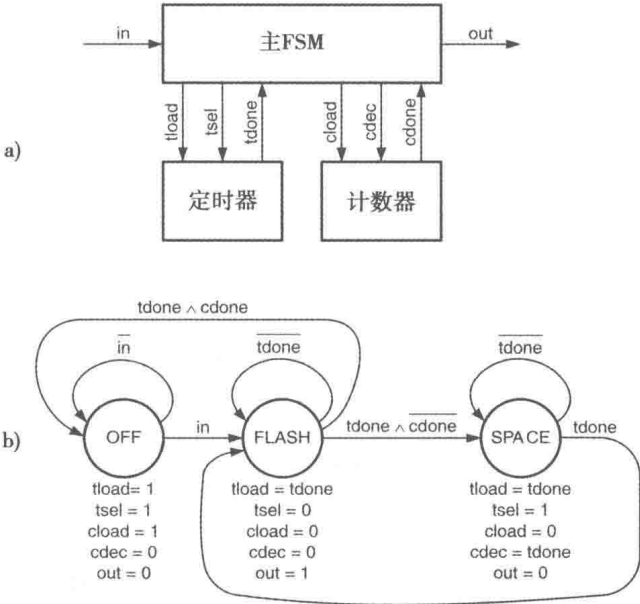 in
主FSM
out
tload
tsel
tdone
cload
cdec
cdone
a)
定时器
计数器
tdone ∧ cdone
in
tdone
tdone
b)
OFF
in
FLASH
tdone ∧ cdone
SPACE
tdone
tload= 1
tsel = 1
cload = 1
cdec = 0
out = 0
tload = tdone
tsel = 0
cload = 0
cdec = 0
out = 1
tload = tdone
tsel = 1
cload = 0
cdec = tdone
out = 0